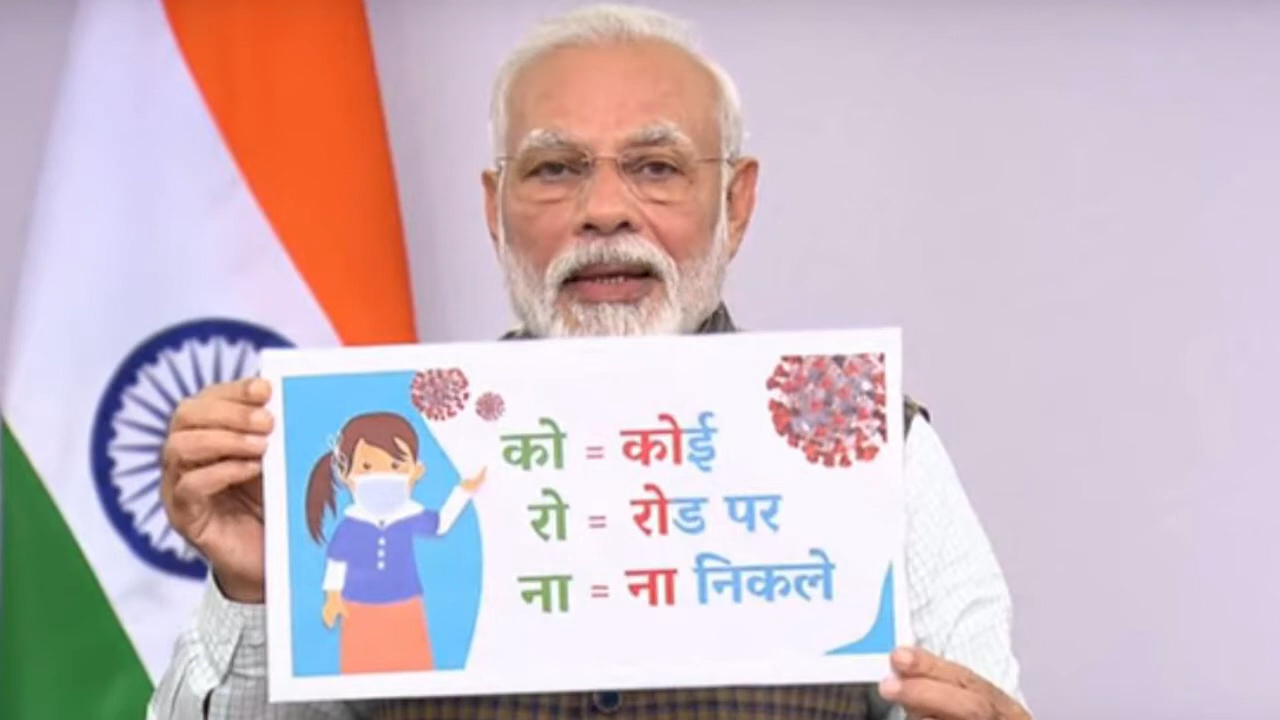 को = कोई
रो = रोड पर
ना = ना निकले